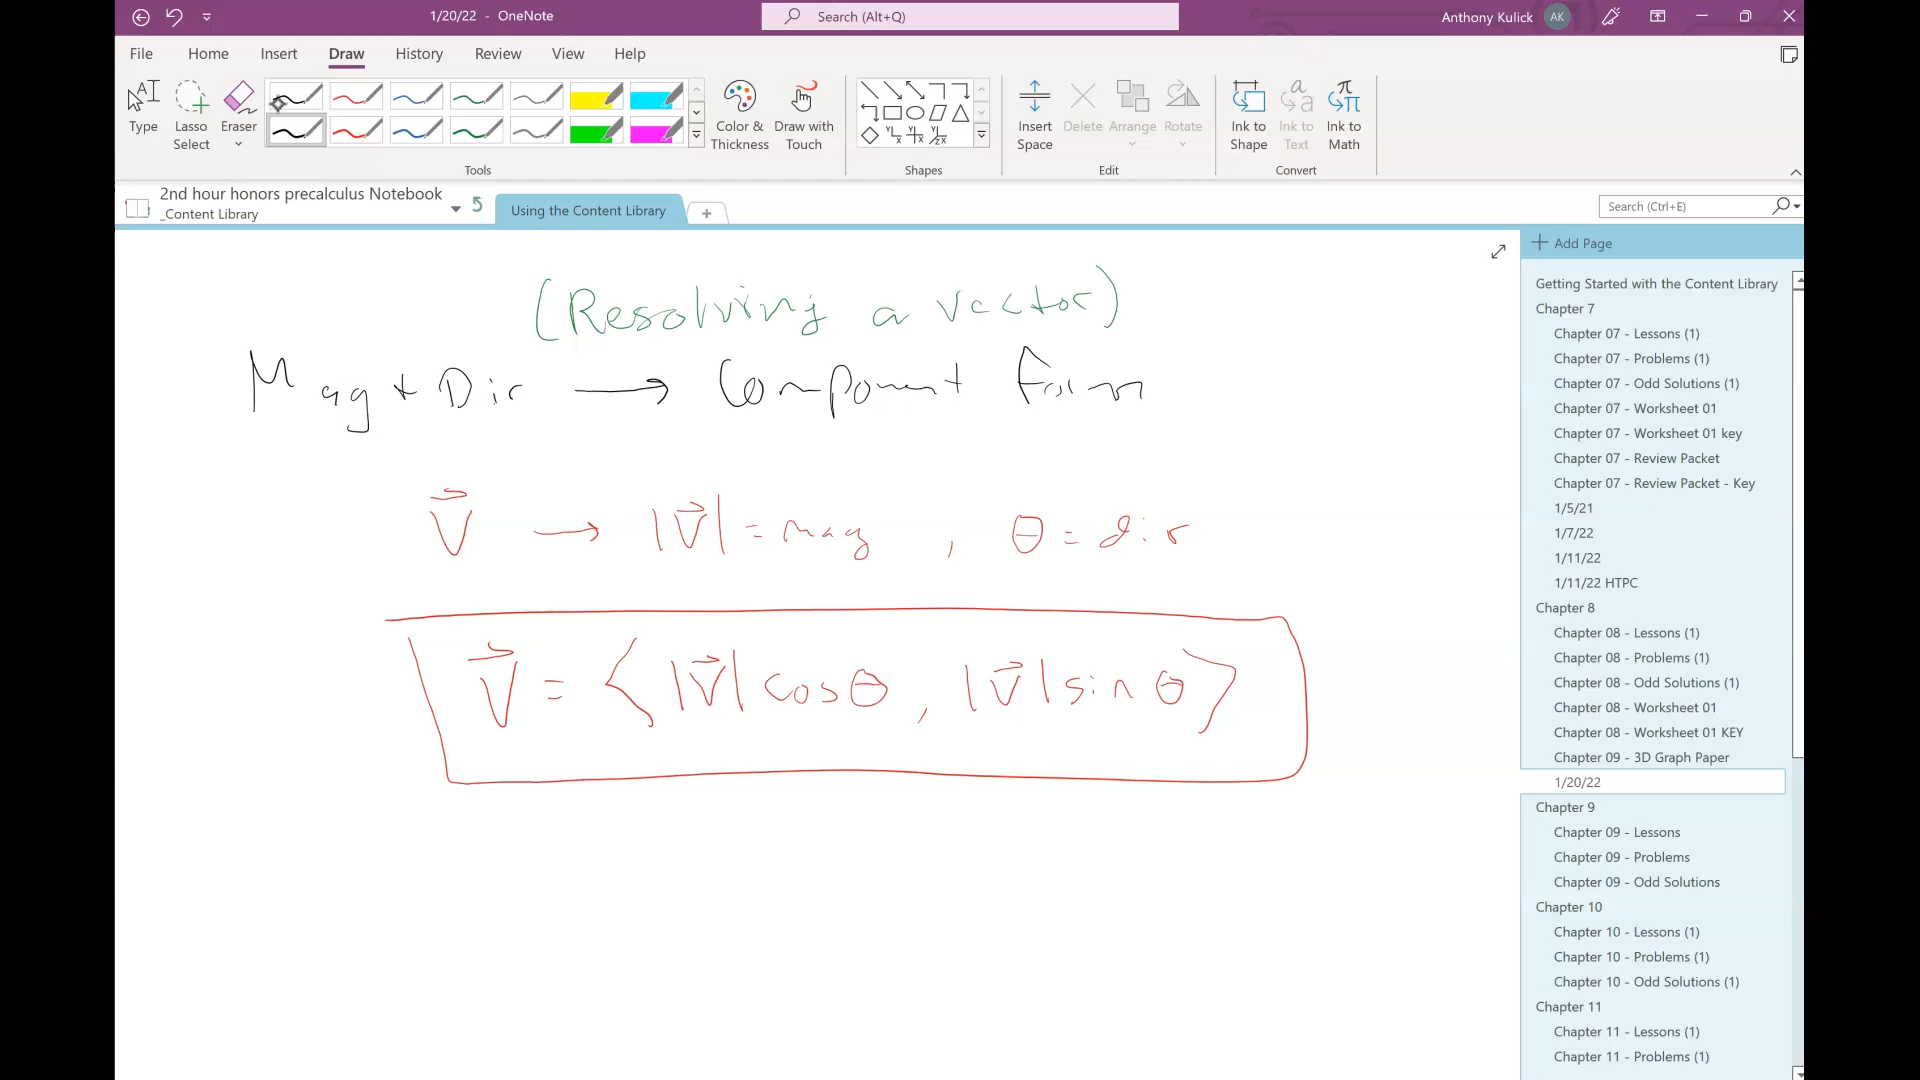 1/20/22 - OneNote
Search (Alt+Q)
Anthony Kulick AK
File Home Insert Draw History Review View Help
Type
Lasso Select
Eraser
Color & Thickness
Draw with Touch
Insert Space
Delete
Arrange
Rotate
Ink to Shape
Ink to Text
Ink to Math
Tools
Shapes
Edit
Convert
2nd hour honors precalculus Notebook
_Content Library
Using the Content Library
Search (Ctrl+E)
(Resolving a vector)
Mag + Dir → Component Form
V⃗ → |V⃗| = mag , θ = dir
V⃗ = ⟨|V⃗| cosθ , |V⃗| sin θ⟩
Add Page
Getting Started with the Content Library
Chapter 7
Chapter 07 - Lessons (1)
Chapter 07 - Problems (1)
Chapter 07 - Odd Solutions (1)
Chapter 07 - Worksheet 01
Chapter 07 - Worksheet 01 key
Chapter 07 - Review Packet
Chapter 07 - Review Packet - Key
1/5/21
1/7/22
1/11/22
1/11/22 HTPC
Chapter 8
Chapter 08 - Lessons (1)
Chapter 08 - Problems (1)
Chapter 08 - Odd Solutions (1)
Chapter 08 - Worksheet 01
Chapter 08 - Worksheet 01 KEY
Chapter 09 - 3D Graph Paper
1/20/22
Chapter 9
Chapter 09 - Lessons
Chapter 09 - Problems
Chapter 09 - Odd Solutions
Chapter 10
Chapter 10 - Lessons (1)
Chapter 10 - Problems (1)
Chapter 10 - Odd Solutions (1)
Chapter 11
Chapter 11 - Lessons (1)
Chapter 11 - Problems (1)